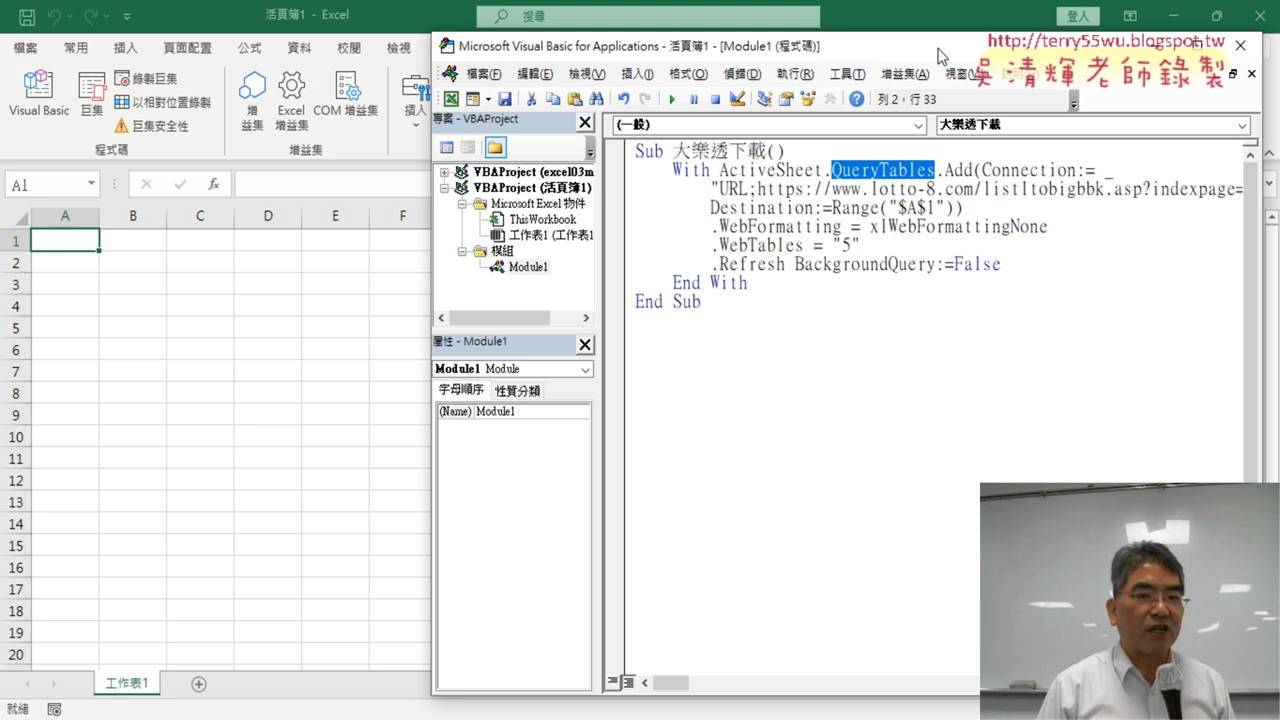 活頁簿1 - Excel
搜尋
登入
檔案 常用 插入 頁面配置 公式 資料 校閱 檢視
Visual Basic
巨集
錄製巨集
以相對位置錄製
巨集安全性
程式碼
增益集
Excel 增益集
COM 增益集
增益集
插入
A1
fx
A B C D E F
1
2
3
4
5
6
7
8
9
10
11
12
13
14
15
16
17
18
19
20
工作表1
就緒
Microsoft Visual Basic for Applications - 活頁簿1 - [Module1 (程式碼)]
http://terry55wu.blogspot.tw
吳清輝老師錄製
檔案(F) 編輯(E) 檢視(V) 插入(I) 格式(O) 偵錯(D) 執行(R) 工具(T) 增益集(A) 視窗(W)
列 2，行 33
專案 - VBAProject
VBAProject (excel03m
VBAProject (活頁簿1)
Microsoft Excel 物件
ThisWorkbook
工作表1 (工作表1
模組
Module1
屬性 - Module1
Module1 Module
字母順序 性質分類
(Name) Module1
(一般)
大樂透下載
Sub 大樂透下載()
With ActiveSheet.QueryTables.Add(Connection:= _
"URL;https://www.lotto-8.com/listltobigbbk.asp?indexpage=
Destination:=Range("$A$1"))
.WebFormatting = xlWebFormattingNone
.WebTables = "5"
.Refresh BackgroundQuery:=False
End With
End Sub